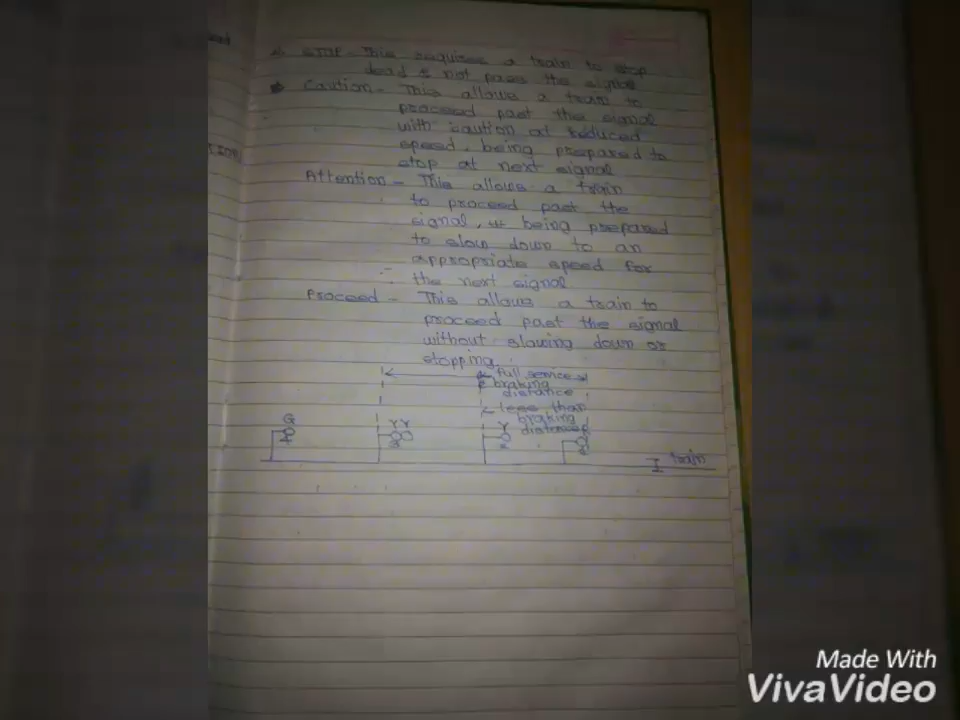 STOP - This requires a train to stop
dead & not pass the signal
Caution - This allows a train to
proceed past the signal
with caution at reduced
speed, being prepared to
stop at next signal
Attention - This allows a train
to proceed past the
signal, being prepared
to slow down to an
appropriate speed for
the next signal
Proceed - This allows a train to
proceed past the signal
without slowing down or
stopping.
full service
braking
distance
less than
braking
distance
G
YY
Y
train
Made With
VivaVideo